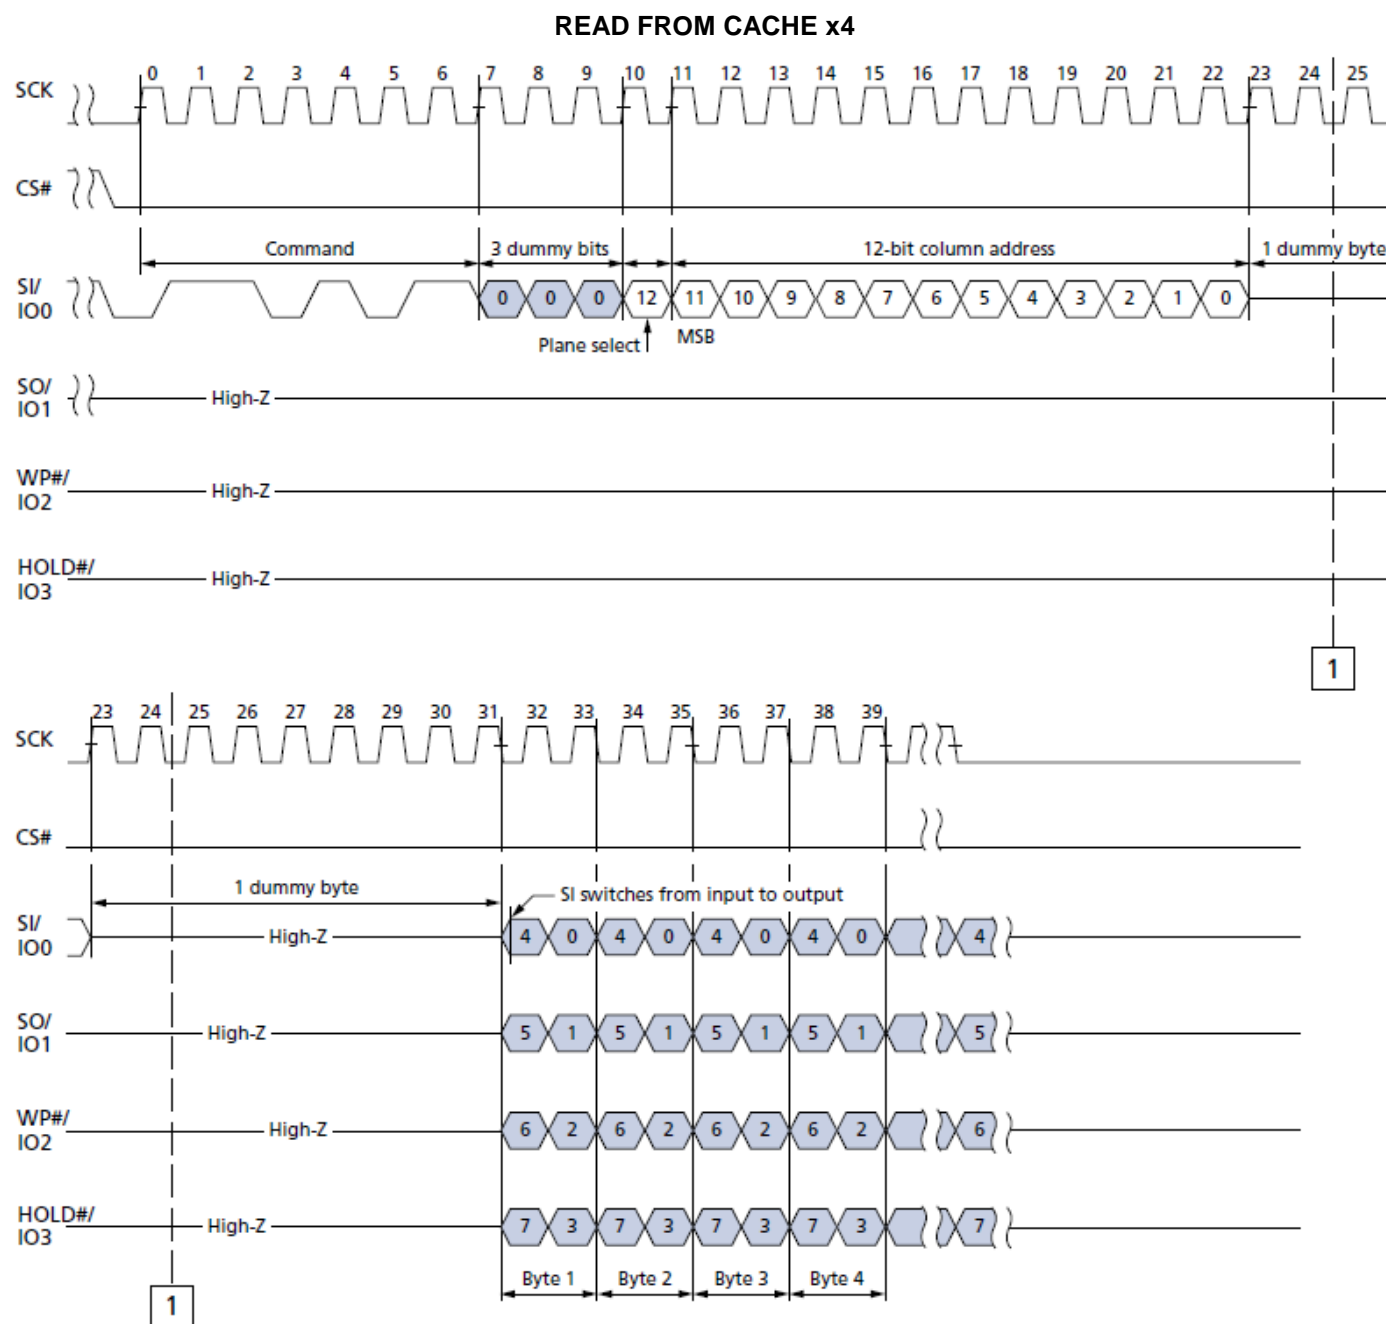 READ FROM CACHE x4
0 1 2 3 4 5 6 7 8 9 10 11 12 13 14 15 16 17 18 19 20 21 22 23 24 25
SCK
CS#
Command 3 dummy bits 12-bit column address 1 dummy byte
SI/
IO0
0 0 0 12 11 10 9 8 7 6 5 4 3 2 1 0
Plane select MSB
SO/
IO1
High-Z
WP#/
IO2
High-Z
HOLD#/
IO3
High-Z
1
23 24 25 26 27 28 29 30 31 32 33 34 35 36 37 38 39
SCK
CS#
1 dummy byte SI switches from input to output
SI/
IO0
High-Z 4 0 4 0 4 0 4 0 4
SO/
IO1
High-Z 5 1 5 1 5 1 5 1 5
WP#/
IO2
High-Z 6 2 6 2 6 2 6 2 6
HOLD#/
IO3
High-Z 7 3 7 3 7 3 7 3 7
Byte 1 Byte 2 Byte 3 Byte 4
1